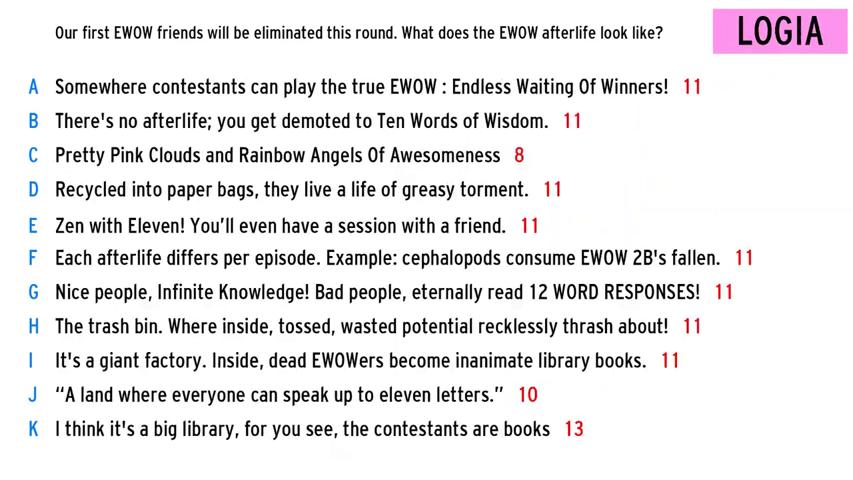 Our first EWOW friends will be eliminated this round. What does the EWOW afterlife look like?
LOGIA
A Somewhere contestants can play the true EWOW : Endless Waiting Of Winners! 11
B There's no afterlife; you get demoted to Ten Words of Wisdom. 11
C Pretty Pink Clouds and Rainbow Angels Of Awesomeness 8
D Recycled into paper bags, they live a life of greasy torment. 11
E Zen with Eleven! You’ll even have a session with a friend. 11
F Each afterlife differs per episode. Example: cephalopods consume EWOW 2B's fallen. 11
G Nice people, Infinite Knowledge! Bad people, eternally read 12 WORD RESPONSES! 11
H The trash bin. Where inside, tossed, wasted potential recklessly thrash about! 11
I It's a giant factory. Inside, dead EWOWers become inanimate library books. 11
J “A land where everyone can speak up to eleven letters.” 10
K I think it's a big library, for you see, the contestants are books 13